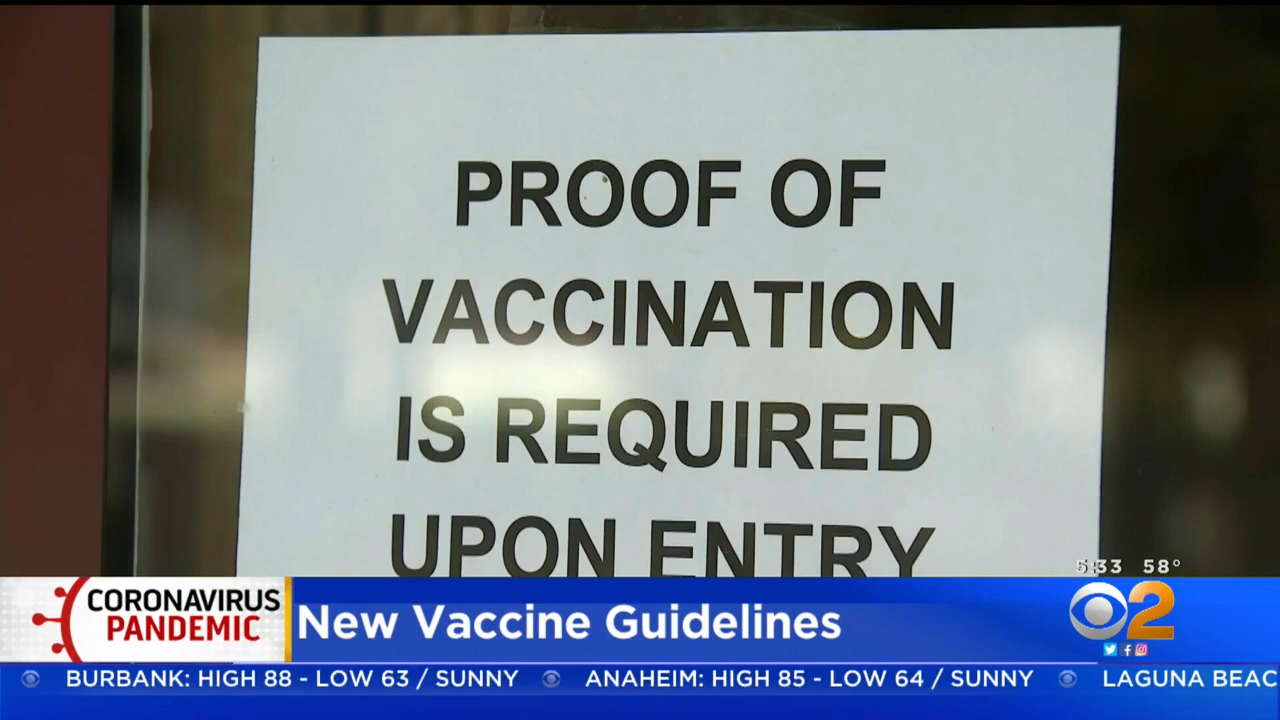 PROOF OF
VACCINATION
IS REQUIRED
UPON ENTRY
5:33 58°
CORONAVIRUS
PANDEMIC
New Vaccine Guidelines
2
BURBANK: HIGH 88 - LOW 63 / SUNNY ANAHEIM: HIGH 85 - LOW 64 / SUNNY LAGUNA BEAC